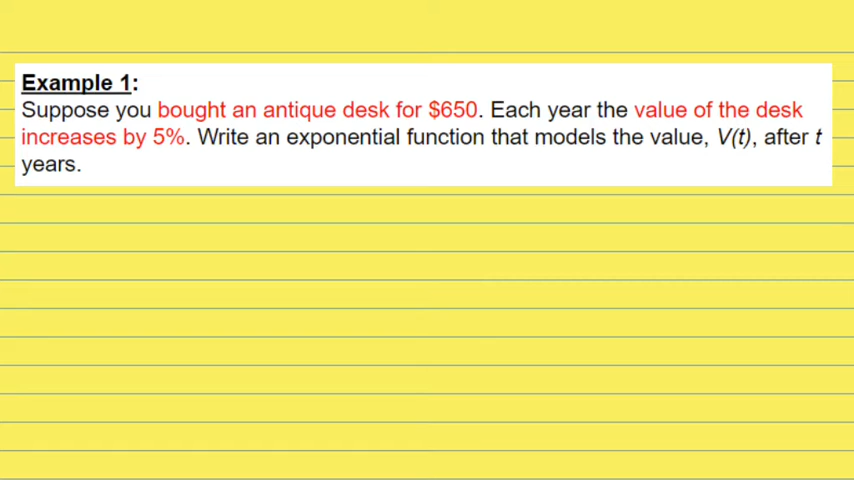 Example 1:
Suppose you bought an antique desk for $650. Each year the value of the desk
increases by 5%. Write an exponential function that models the value, V(t), after t
years.